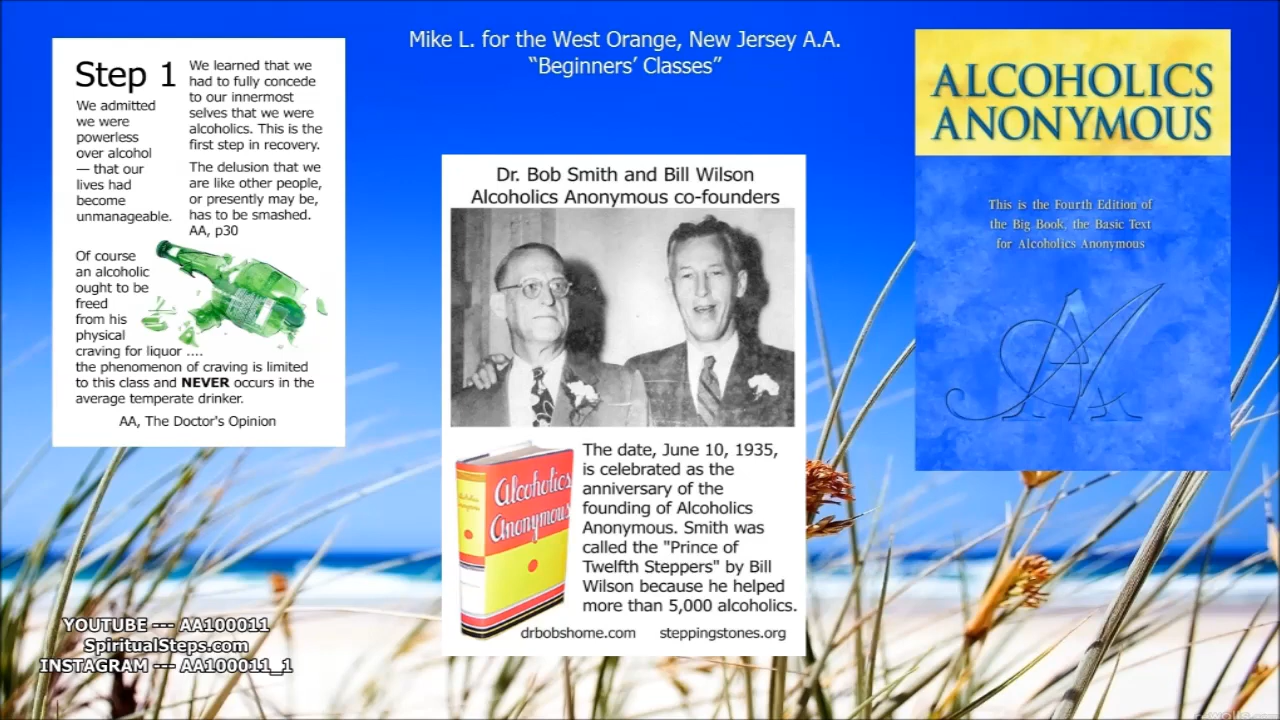 Mike L. for the West Orange, New Jersey A.A.
“Beginners’ Classes”
Step 1
We admitted
we were
powerless
over alcohol
— that our
lives had
become
unmanageable.
We learned that we
had to fully concede
to our innermost
selves that we were
alcoholics. This is the
first step in recovery.
The delusion that we
are like other people,
or presently may be,
has to be smashed.
AA, p30
Of course
an alcoholic
ought to be
freed
from his
physical
craving for liquor ....
the phenomenon of craving is limited
to this class and NEVER occurs in the
average temperate drinker.
AA, The Doctor's Opinion
Dr. Bob Smith and Bill Wilson
Alcoholics Anonymous co-founders
Alcoholics
Anonymous
The date, June 10, 1935,
is celebrated as the
anniversary of the
founding of Alcoholics
Anonymous. Smith was
called the "Prince of
Twelfth Steppers" by Bill
Wilson because he helped
more than 5,000 alcoholics.
drbobshome.com steppingstones.org
ALCOHOLICS
ANONYMOUS
This is the Fourth Edition of
the Big Book, the Basic Text
for Alcoholics Anonymous
AA
YOUTUBE --- AA100011
SpiritualSteps.com
INSTAGRAM --- AA100011_1